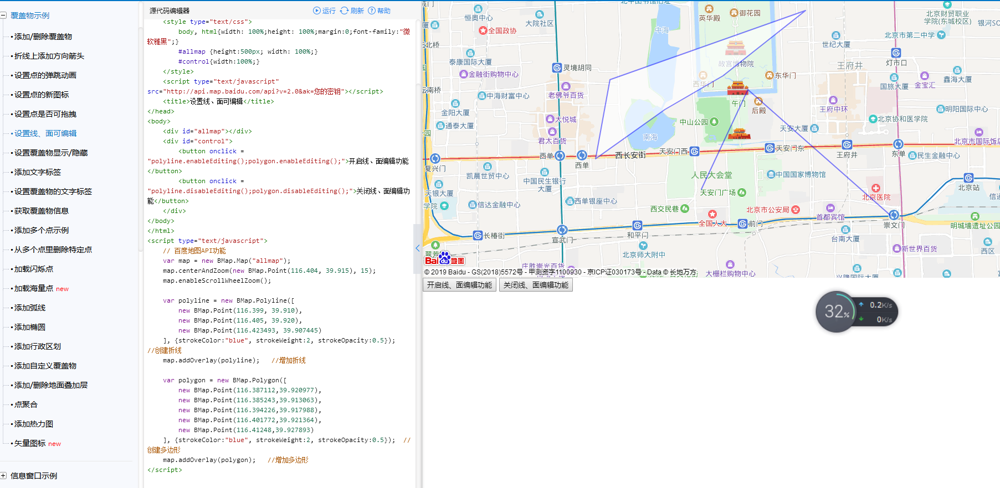 覆盖物示例
添加/删除覆盖物
折线上添加方向箭头
设置点的弹跳动画
设置点的新图标
设置点是否可拖拽
设置线、面可编辑
设置覆盖物显示/隐藏
添加文字标签
设置覆盖物的文字标签
获取覆盖物信息
添加多个点示例
从多个点里删除特定点
加载闪烁点
加载海量点 new
添加弧线
添加椭圆
添加行政区划
添加自定义覆盖物
添加/删除地面叠加层
点聚合
添加热力图
矢量图标 new
信息窗口示例
源代码编辑器
运行 刷新 帮助
<style type="text/css">
body, html{width: 100%;height: 100%;margin:0;font-family:"微
软雅黑";}
#allmap {height:500px; width: 100%;}
#control{width:100%;}
</style>
<script type="text/javascript"
src="http://api.map.baidu.com/api?v=2.0&ak=您的密钥"></script>
<title>设置线、面可编辑</title>
</head>
<body>
<div id="allmap"></div>
<div id="control">
<button onclick =
"polyline.enableEditing();polygon.enableEditing();">开启线、面编辑功能
</button>
<button onclick =
"polyline.disableEditing();polygon.disableEditing();">关闭线、面编辑功
能</button>
</div>
</body>
</html>
<script type="text/javascript">
// 百度地图API功能
var map = new BMap.Map("allmap");
map.centerAndZoom(new BMap.Point(116.404, 39.915), 15);
map.enableScrollWheelZoom();
var polyline = new BMap.Polyline([
new BMap.Point(116.399, 39.910),
new BMap.Point(116.405, 39.920),
new BMap.Point(116.423493, 39.907445)
], {strokeColor:"blue", strokeWeight:2, strokeOpacity:0.5});
//创建折线
map.addOverlay(polyline);   //增加折线
var polygon = new BMap.Polygon([
new BMap.Point(116.387112,39.920977),
new BMap.Point(116.385243,39.913063),
new BMap.Point(116.394226,39.917988),
new BMap.Point(116.401772,39.921364),
new BMap.Point(116.41248,39.927893)
], {strokeColor:"blue", strokeWeight:2, strokeOpacity:0.5});  //
创建多边形
map.addOverlay(polygon);   //增加多边形
</script>
恒奥中心
大院社区
英华殿
御花园
北京财贸职业
学院(东城校区)
银河SO
全国政协
中海
北桥
世纪大厦
北京市第二中学
泰康国际大厦
灵境胡同
故宫博物院
灯市口
王府井
金融街购物中心
东华门
西华门
鑫海大厦
国旅大厦
金宝汇
南桥
中海财富中心
老佛爷百货
午门
后殿
王府中环
明阳国际中心
金阳大厦
通泰大厦
大悦城
中山公园
北京协和医学院
天安大厦
园
君太百货
南海
北京市国际饭店
西单
西单
西长安街
天安门西
天安门东
王府井
东单
民生金融中心
复兴门
凯晨世贸中心
中国民生银行
大厦
人民大会堂
中国国家博物馆
天银大厦
天安门广场
北京医院
北京站
学院
信达金融中心
西单银座中心
西交民巷
北京市公安局
首都宾馆
全国人大
前门
崇文门
明城墙遗址公园
长椿街
宣武门
和平门
台南大厦
北京师大附中
新世界百货
西区
Bai du 地图
庄胜崇光百货
大栅栏购物中心
兴隆国际大厦
© 2019 Baidu - GS(2018)5572号 - 甲测资字1100930 - 京ICP证030173号 - Data © 长地万方
开启线、面编辑功能
关闭线、面编辑功能
32%
0.2K/s
0K/s